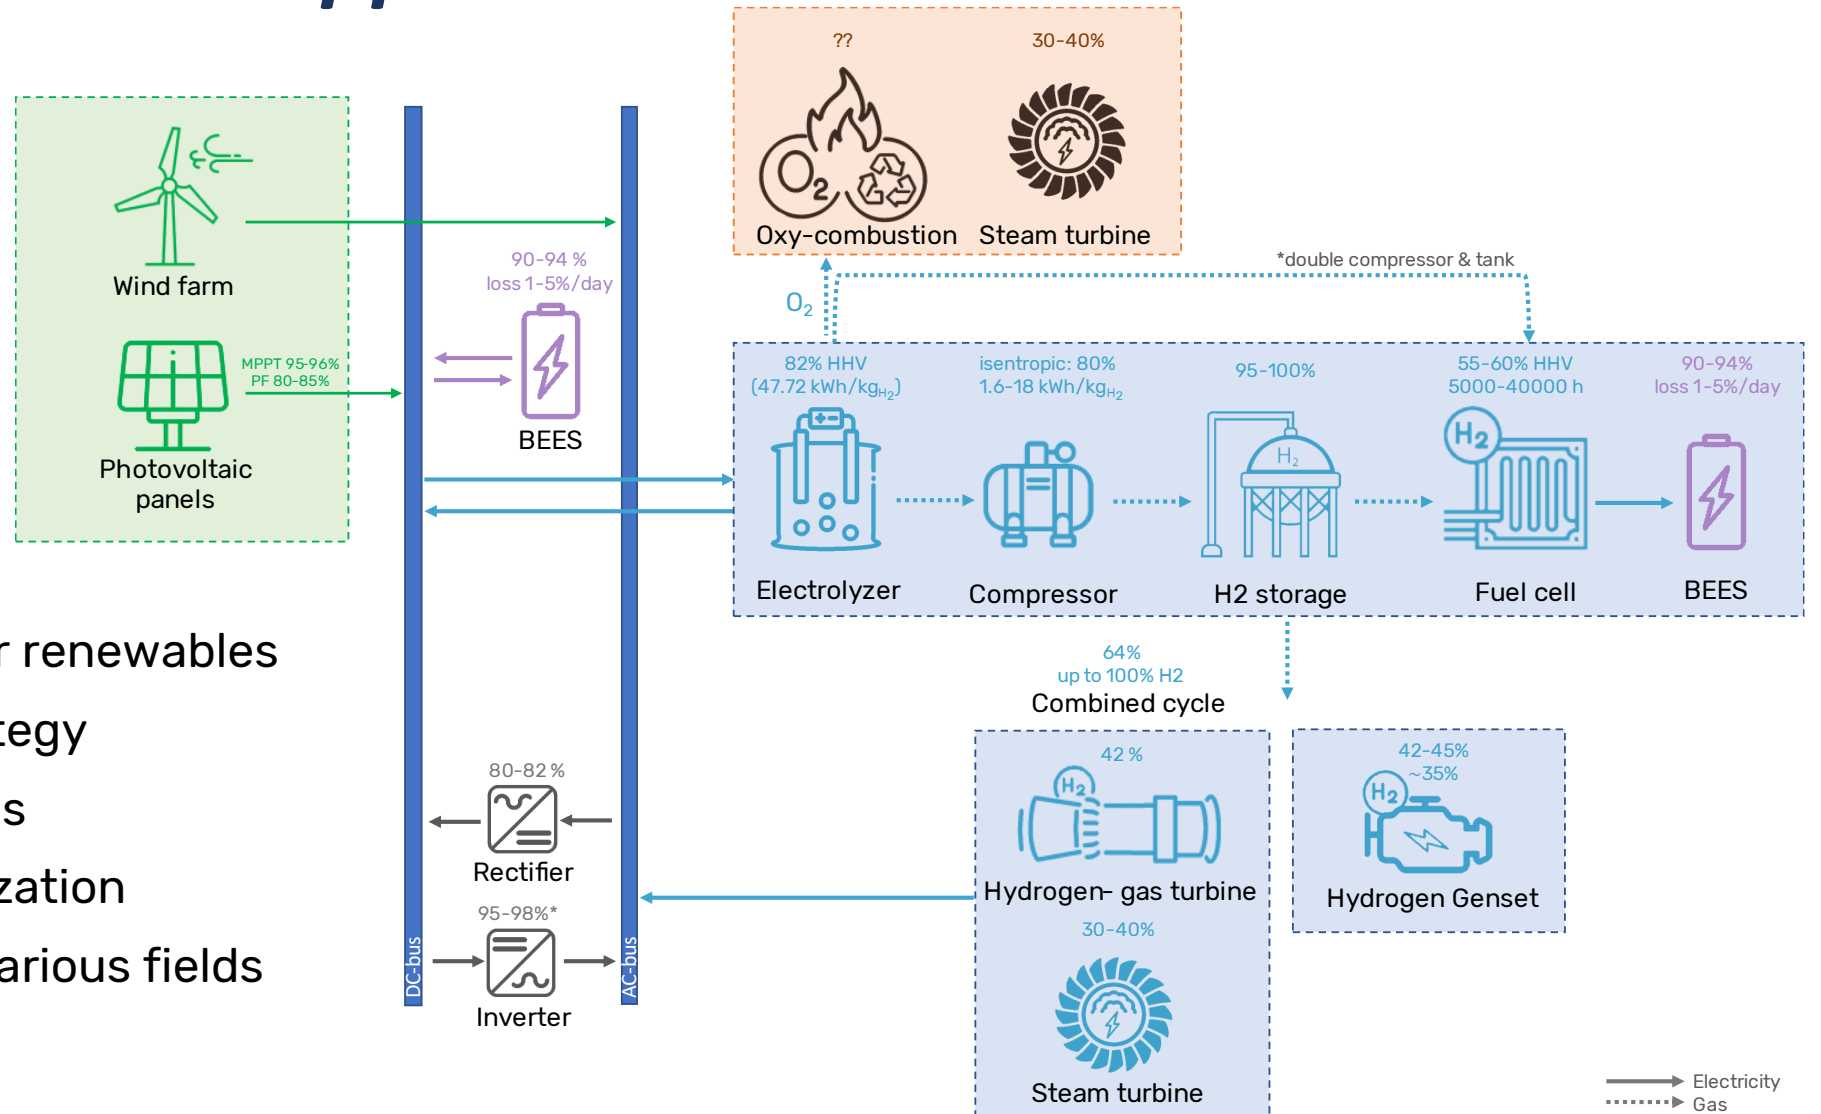 ??
30-40%
Oxy-combustion
Steam turbine
Wind farm
MPPT 95-96%
PF 80-85%
Photovoltaic
panels
90-94 %
loss 1-5%/day
BEES
O2
*double compressor & tank
82% HHV
(47.72 kWh/kgH2)
isentropic: 80%
1.6-18 kWh/kgH2
95-100%
55-60% HHV
5000-40000 h
90-94%
loss 1-5%/day
H2
H2
Electrolyzer
Compressor
H2 storage
Fuel cell
BEES
r renewables
tegy
s
zation
arious fields
64%
up to 100% H2
Combined cycle
42 %
H2
Hydrogen- gas turbine
30-40%
Steam turbine
42-45%
~35%
H2
Hydrogen Genset
80-82 %
Rectifier
95-98%*
Inverter
DC-bus
AC-bus
Electricity
Gas